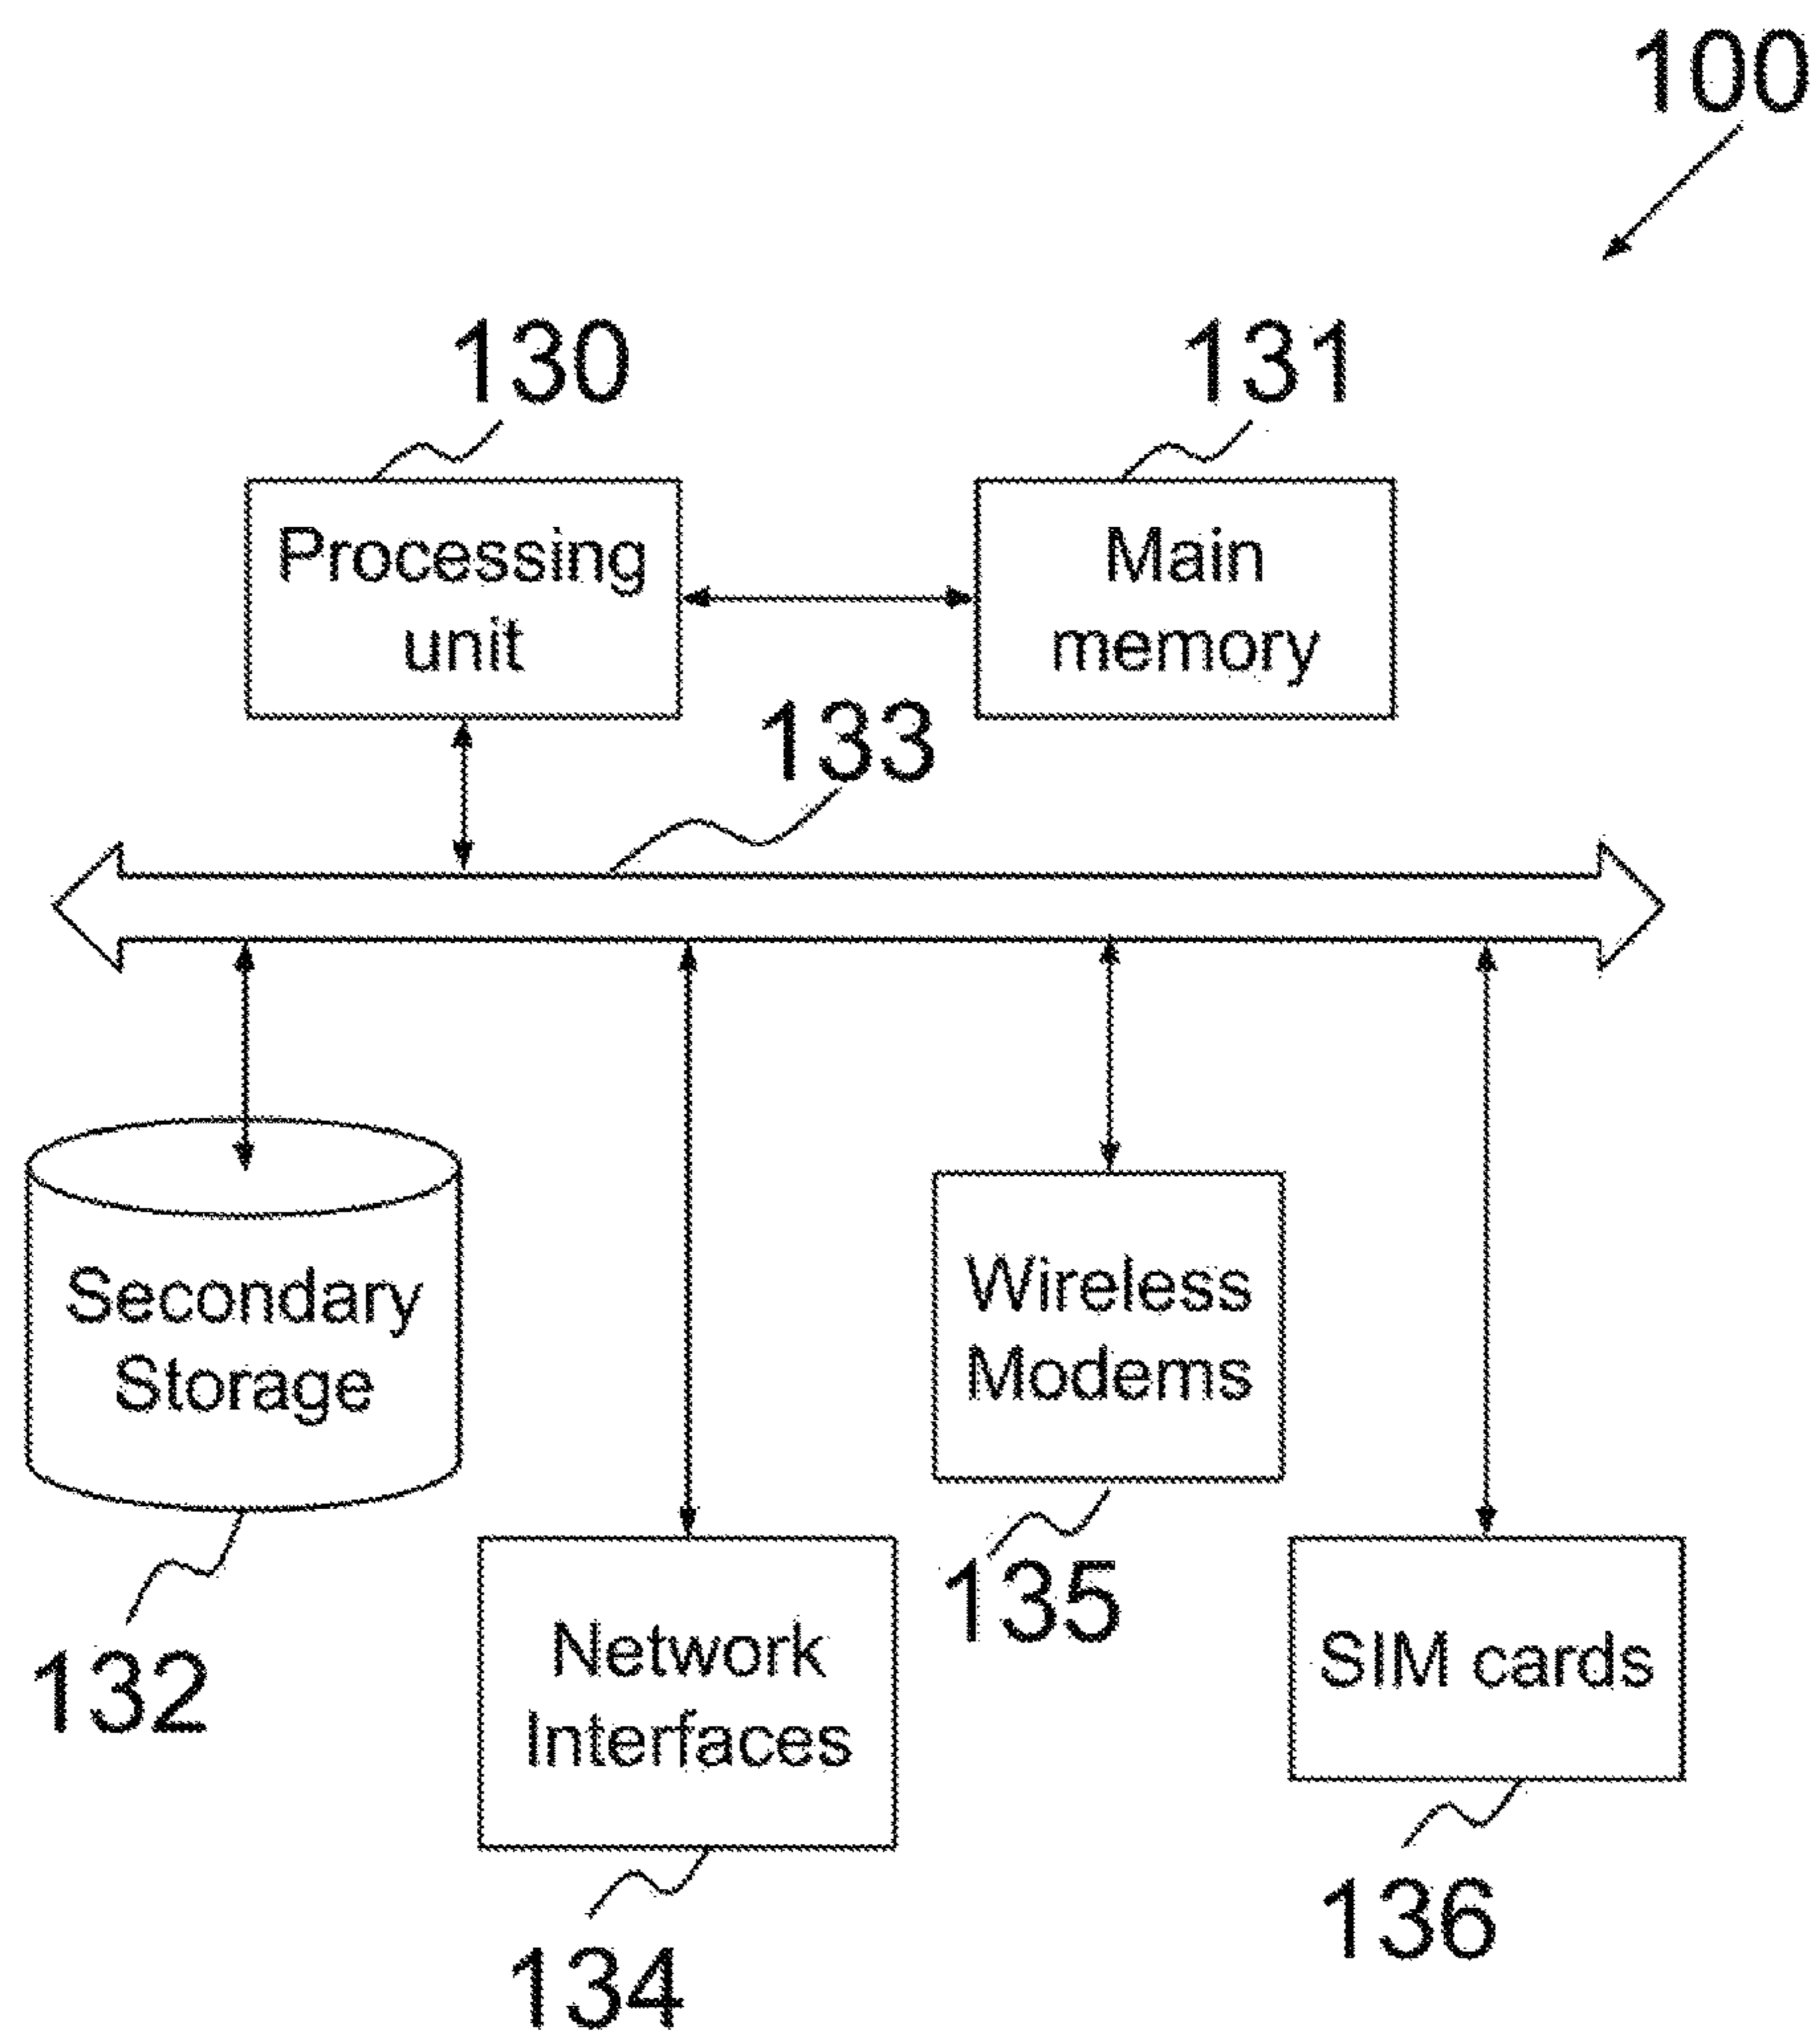 100
130
131
Processing
unit
Main
memory
133
Secondary
Storage
Wireless
Modems
132
135
Network
Interfaces
SIM cards
134
136